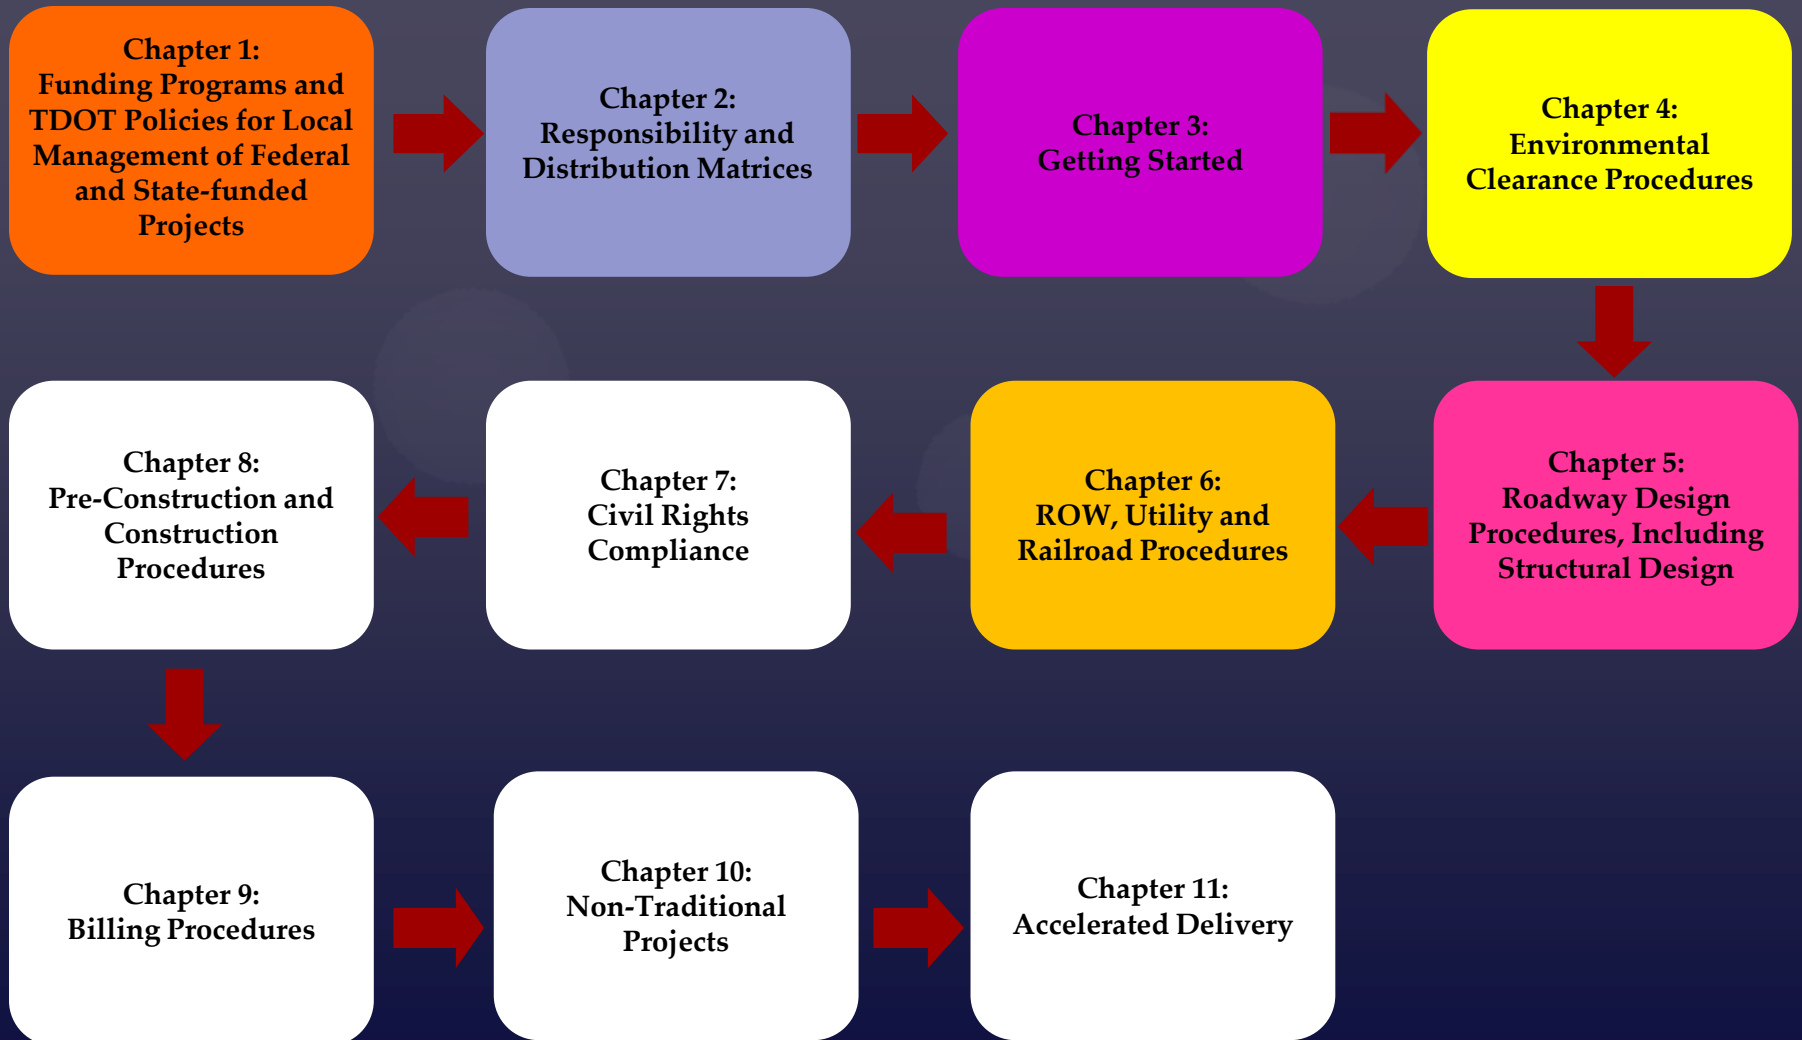 Chapter 1:
Funding Programs and
TDOT Policies for Local
Management of Federal
and State-funded
Projects
Chapter 2:
Responsibility and
Distribution Matrices
Chapter 3:
Getting Started
Chapter 4:
Environmental
Clearance Procedures
Chapter 5:
Roadway Design
Procedures, Including
Structural Design
Chapter 6:
ROW, Utility and
Railroad Procedures
Chapter 7:
Civil Rights
Compliance
Chapter 8:
Pre-Construction and
Construction
Procedures
Chapter 9:
Billing Procedures
Chapter 10:
Non-Traditional
Projects
Chapter 11:
Accelerated Delivery